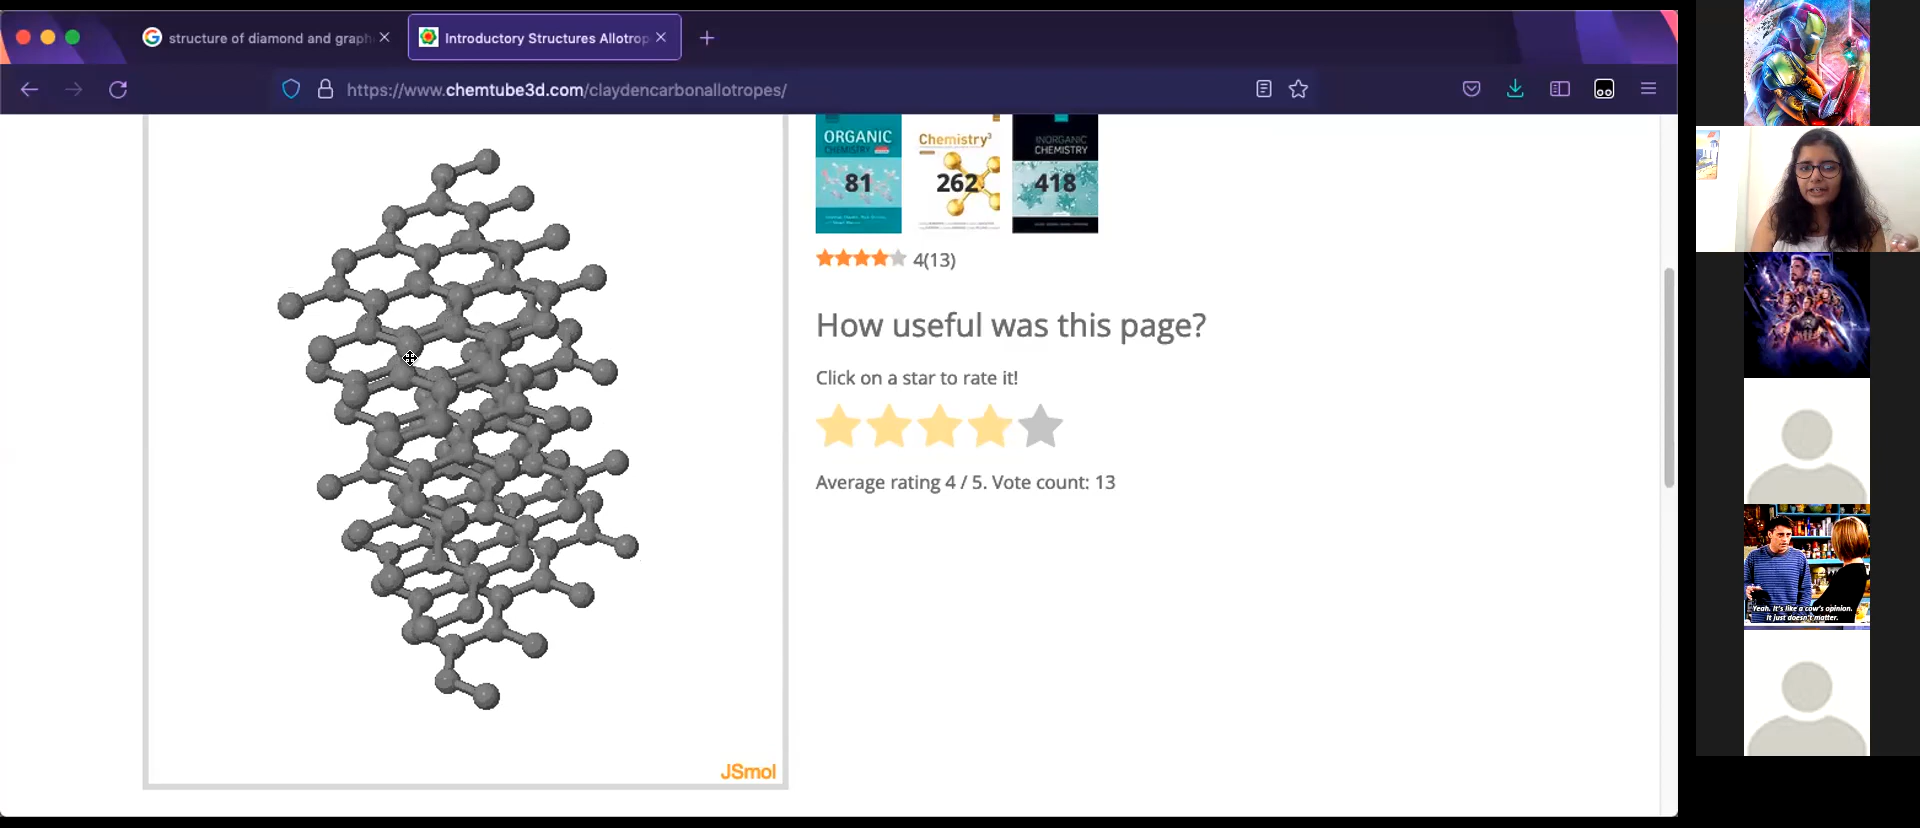 structure of diamond and graph
Introductory Structures Allotrop
https://www.chemtube3d.com/claydencarbonallotropes/
ORGANIC
CHEMISTRY
81
Chemistry³
262
INORGANIC
CHEMISTRY
418
4(13)
How useful was this page?
Click on a star to rate it!
Average rating 4 / 5. Vote count: 13
JSmol
Yeah. It's like a cow's opinion.
It just doesn't matter.